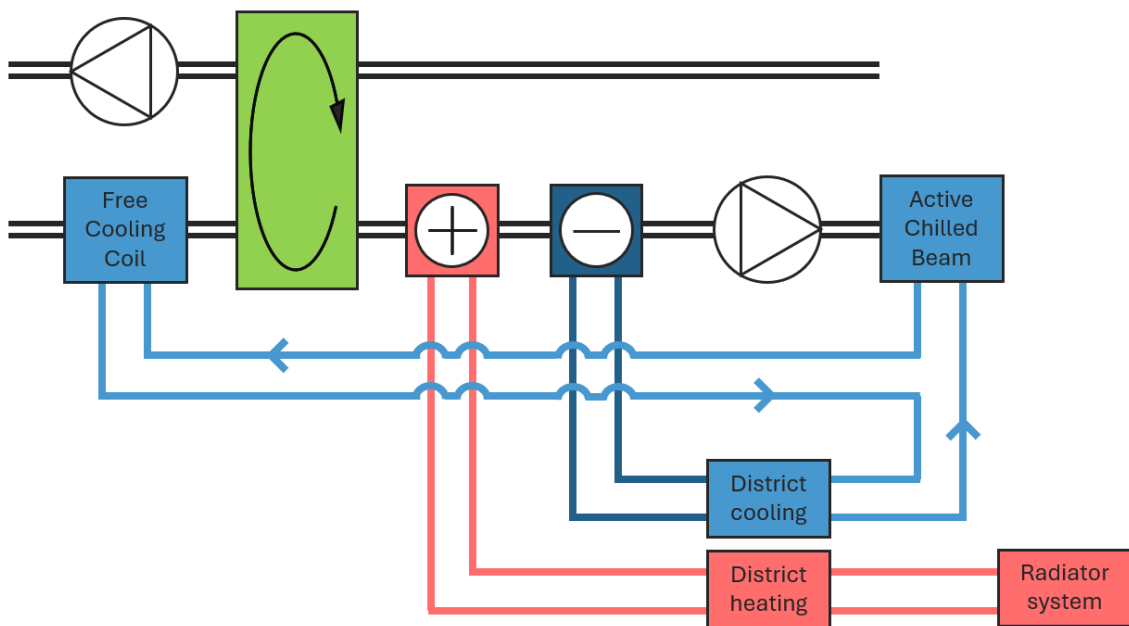 Free
Cooling
Coil
Active
Chilled
Beam
District
cooling
District
heating
Radiator
system